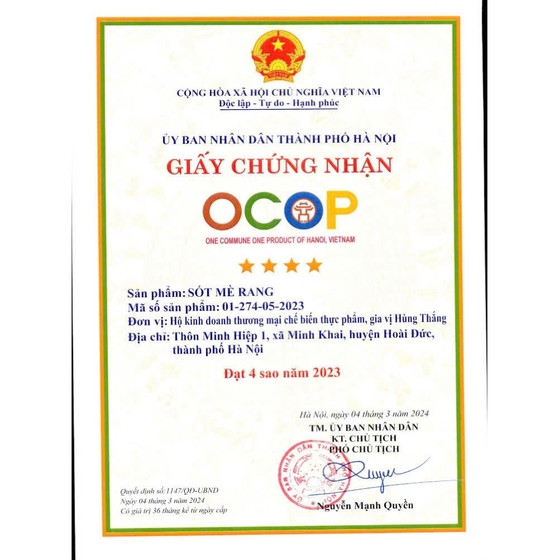 CỘNG HÒA XÃ HỘI CHỦ NGHĨA VIỆT NAM
Độc lập - Tự do - Hạnh phúc
ỦY BAN NHÂN DÂN THÀNH PHỐ HÀ NỘI
GIẤY CHỨNG NHẬN
OCOP
ONE COMMUNE ONE PRODUCT OF HANOI, VIETNAM
Sản phẩm: SỐT MÈ RANG
Mã số sản phẩm: 01-274-05-2023
Đơn vị: Hộ kinh doanh thương mại chế biến thực phẩm, gia vị Hùng Thắng
Địa chỉ: Thôn Minh Hiệp 1, xã Minh Khai, huyện Hoài Đức,
thành phố Hà Nội
Đạt 4 sao năm 2023
Hà Nội, ngày 04 tháng 3 năm 2024
TM. ỦY BAN NHÂN DÂN
KT. CHỦ TỊCH
PHÓ CHỦ TỊCH
Nguyễn Mạnh Quyền
Quyết định số:1147/QĐ-UBND
Ngày 04 tháng 3 năm 2024
Có giá trị 36 tháng kể từ ngày cấp